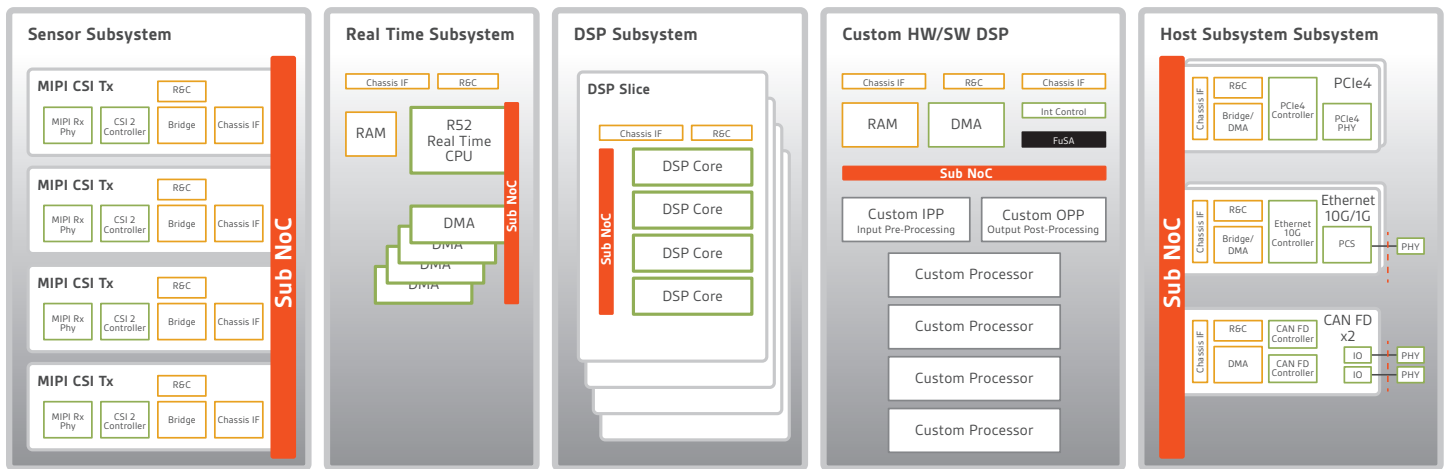 Sensor Subsystem
MIPI CSI Tx
R&C
MIPI Rx
Phy
CSI 2
Controller
Bridge
Chassis IF
MIPI CSI Tx
R&C
MIPI Rx
Phy
CSI 2
Controller
Bridge
Chassis IF
MIPI CSI Tx
R&C
MIPI Rx
Phy
CSI 2
Controller
Bridge
Chassis IF
MIPI CSI Tx
R&C
MIPI Rx
Phy
CSI 2
Controller
Bridge
Chassis IF
Sub NoC
Real Time Subsystem
Chassis IF
R&C
RAM
R52
Real Time
CPU
DMA
DMA
DMA
DMA
Sub NoC
DSP Subsystem
DSP Slice
Chassis IF
R&C
Sub NoC
DSP Core
DSP Core
DSP Core
DSP Core
Custom HW/SW DSP
Chassis IF
R&C
Chassis IF
RAM
DMA
Int Control
FuSA
Sub NoC
Custom IPP
Input Pre-Processing
Custom OPP
Output Post-Processing
Custom Processor
Custom Processor
Custom Processor
Custom Processor
Host Subsystem Subsystem
Sub NoC
PCIe4
Chassis IF
R&C
Bridge/
DMA
PCIe4
Controller
PCIe4
PHY
Ethernet
10G/1G
Chassis IF
R&C
Bridge/
DMA
Ethernet
10G
Controller
PCS
PHY
CAN FD
x2
Chassis IF
R&C
DMA
CAN FD
Controller
CAN FD
Controller
IO
PHY
IO
PHY